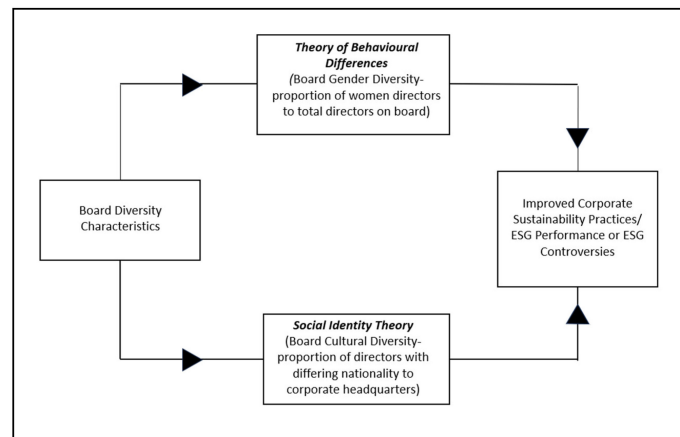 Theory of Behavioural
Differences
(Board Gender Diversity-
proportion of women directors
to total directors on board)
Board Diversity
Characteristics
Improved Corporate
Sustainability Practices/
ESG Performance or ESG
Controversies
Social Identity Theory
(Board Cultural Diversity-
proportion of directors with
differing nationality to
corporate headquarters)